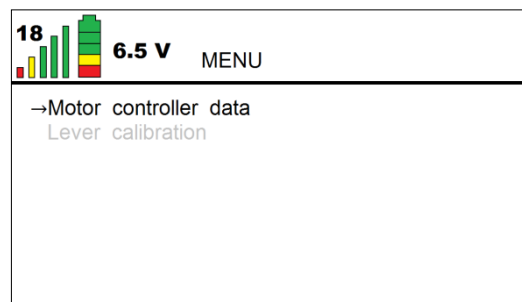 18
6.5 V
MENU
→Motor controller data
Lever calibration